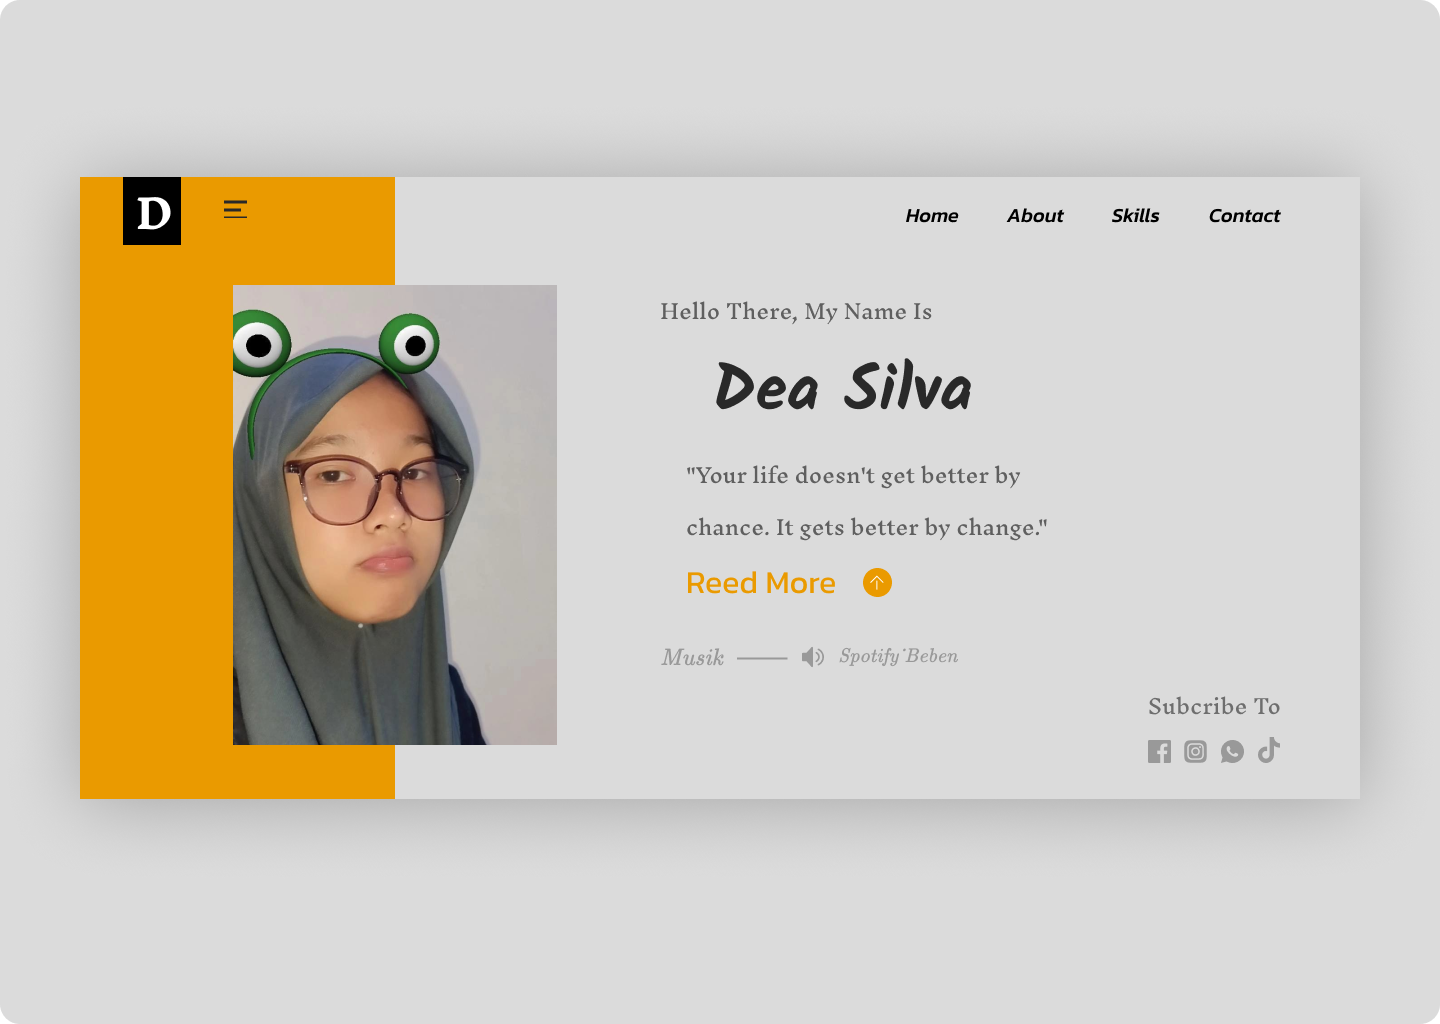 D
Home About Skills Contact
Hello There, My Name Is
Dea Silva
"Your life doesn't get better by
chance. It gets better by change."
Reed More
Musik Spotify˙Beben
Subcribe To